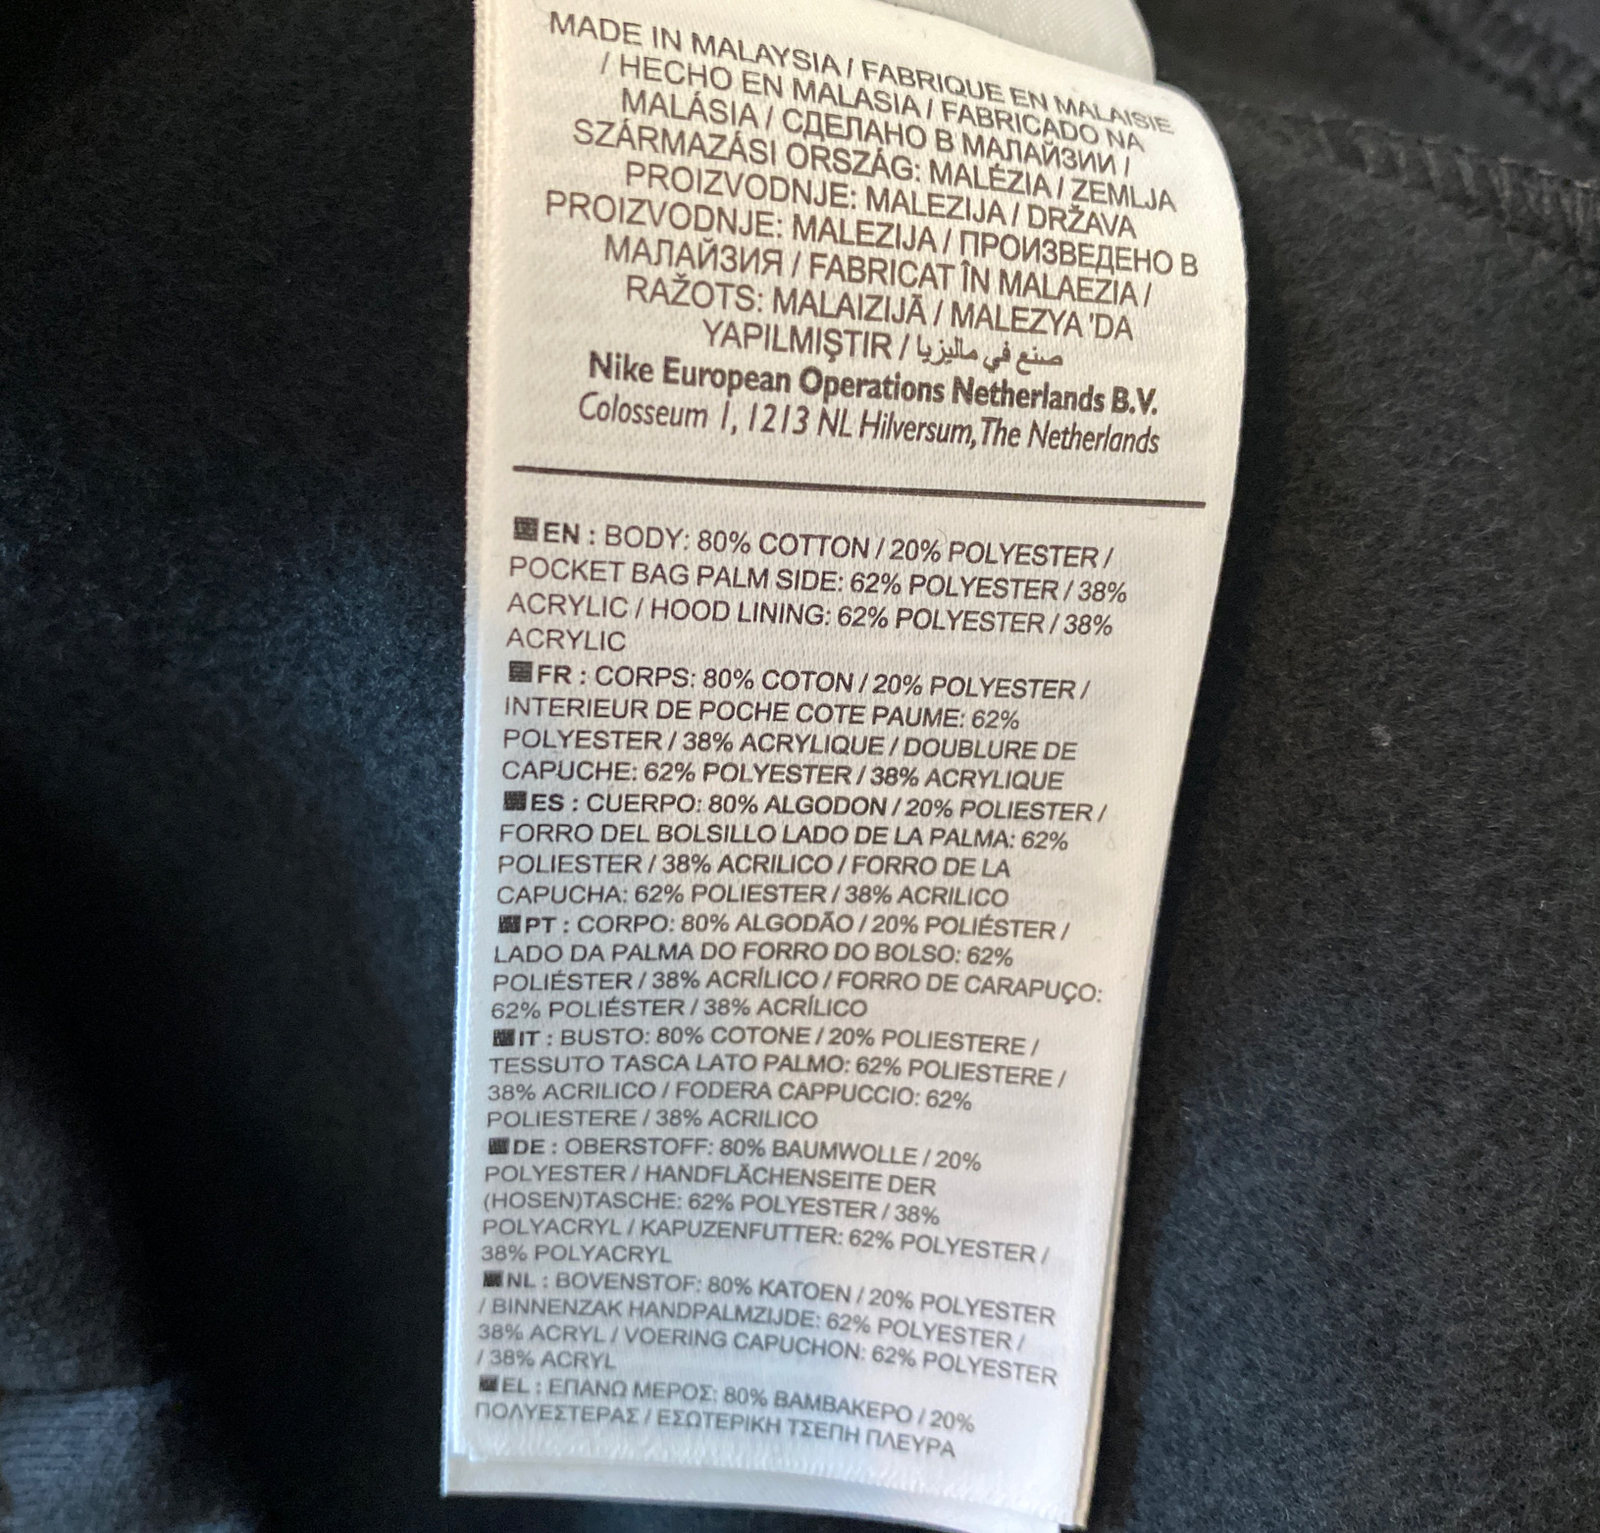 MADE IN MALAYSIA / FABRIQUE EN MALAISIE
/ HECHO EN MALASIA / FABRICADO NA
MALÁSIA / СДЕЛАНО В МАЛАЙЗИИ /
SZÁRMAZÁSI ORSZÁG: MALÉZIA / ZEMLJA
PROIZVODNJE: MALEZIJA / DRŽAVA
PROIZVODNJE: MALEZIJA / ПРОИЗВЕДЕНО В
МАЛАЙЗИЯ / FABRICAT ÎN MALAEZIA /
RAŽOTS: MALAIZIJĀ / MALEZYA 'DA
YAPILMIŞTIR / صنع في ماليزيا
Nike European Operations Netherlands B.V.
Colosseum 1, 1213 NL Hilversum, The Netherlands
EN : BODY: 80% COTTON / 20% POLYESTER /
POCKET BAG PALM SIDE: 62% POLYESTER / 38%
ACRYLIC / HOOD LINING: 62% POLYESTER / 38%
ACRYLIC
FR : CORPS: 80% COTON / 20% POLYESTER /
INTERIEUR DE POCHE COTE PAUME: 62%
POLYESTER / 38% ACRYLIQUE / DOUBLURE DE
CAPUCHE: 62% POLYESTER / 38% ACRYLIQUE
ES : CUERPO: 80% ALGODON / 20% POLIESTER /
FORRO DEL BOLSILLO LADO DE LA PALMA: 62%
POLIESTER / 38% ACRILICO / FORRO DE LA
CAPUCHA: 62% POLIESTER / 38% ACRILICO
PT : CORPO: 80% ALGODÃO / 20% POLIÉSTER /
LADO DA PALMA DO FORRO DO BOLSO: 62%
POLIÉSTER / 38% ACRÍLICO / FORRO DE CARAPUÇO:
62% POLIÉSTER / 38% ACRÍLICO
IT : BUSTO: 80% COTONE / 20% POLIESTERE /
TESSUTO TASCA LATO PALMO: 62% POLIESTERE /
38% ACRILICO / FODERA CAPPUCCIO: 62%
POLIESTERE / 38% ACRILICO
DE : OBERSTOFF: 80% BAUMWOLLE / 20%
POLYESTER / HANDFLÄCHENSEITE DER
(HOSEN)TASCHE: 62% POLYESTER / 38%
POLYACRYL / KAPUZENFUTTER: 62% POLYESTER /
38% POLYACRYL
NL : BOVENSTOF: 80% KATOEN / 20% POLYESTER
/ BINNENZAK HANDPALMZIJDE: 62% POLYESTER /
38% ACRYL / VOERING CAPUCHON: 62% POLYESTER
/ 38% ACRYL
EL : ΕΠΑΝΩ ΜΕΡΟΣ: 80% ΒΑΜΒΑΚΕΡΟ / 20%
ΠΟΛΥΕΣΤΕΡΑΣ / ΕΣΩΤΕΡΙΚΗ ΤΣΕΠΗ ΠΛΕΥΡΑ